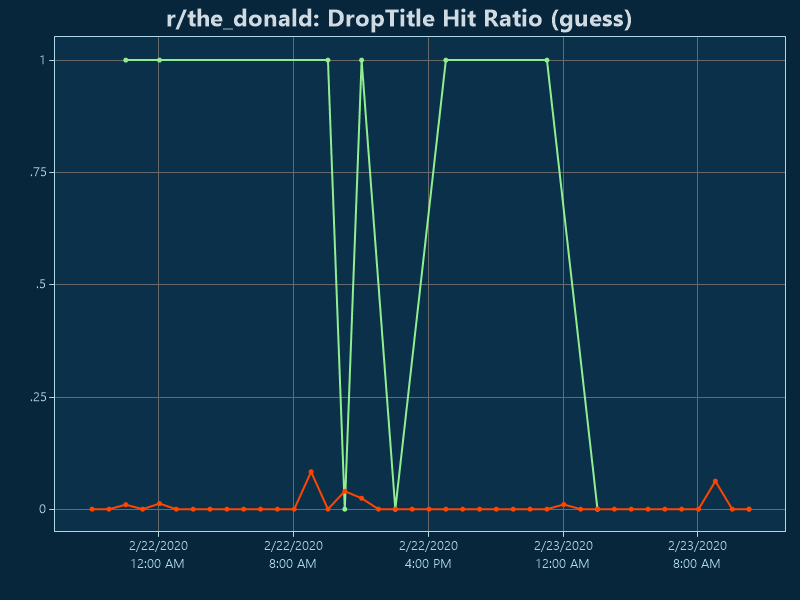 r/the_donald: DropTitle Hit Ratio (guess)
1
.75
.5
.25
0
2/22/2020 2/22/2020 2/22/2020 2/23/2020 2/23/2020
12:00 AM 8:00 AM 4:00 PM 12:00 AM 8:00 AM